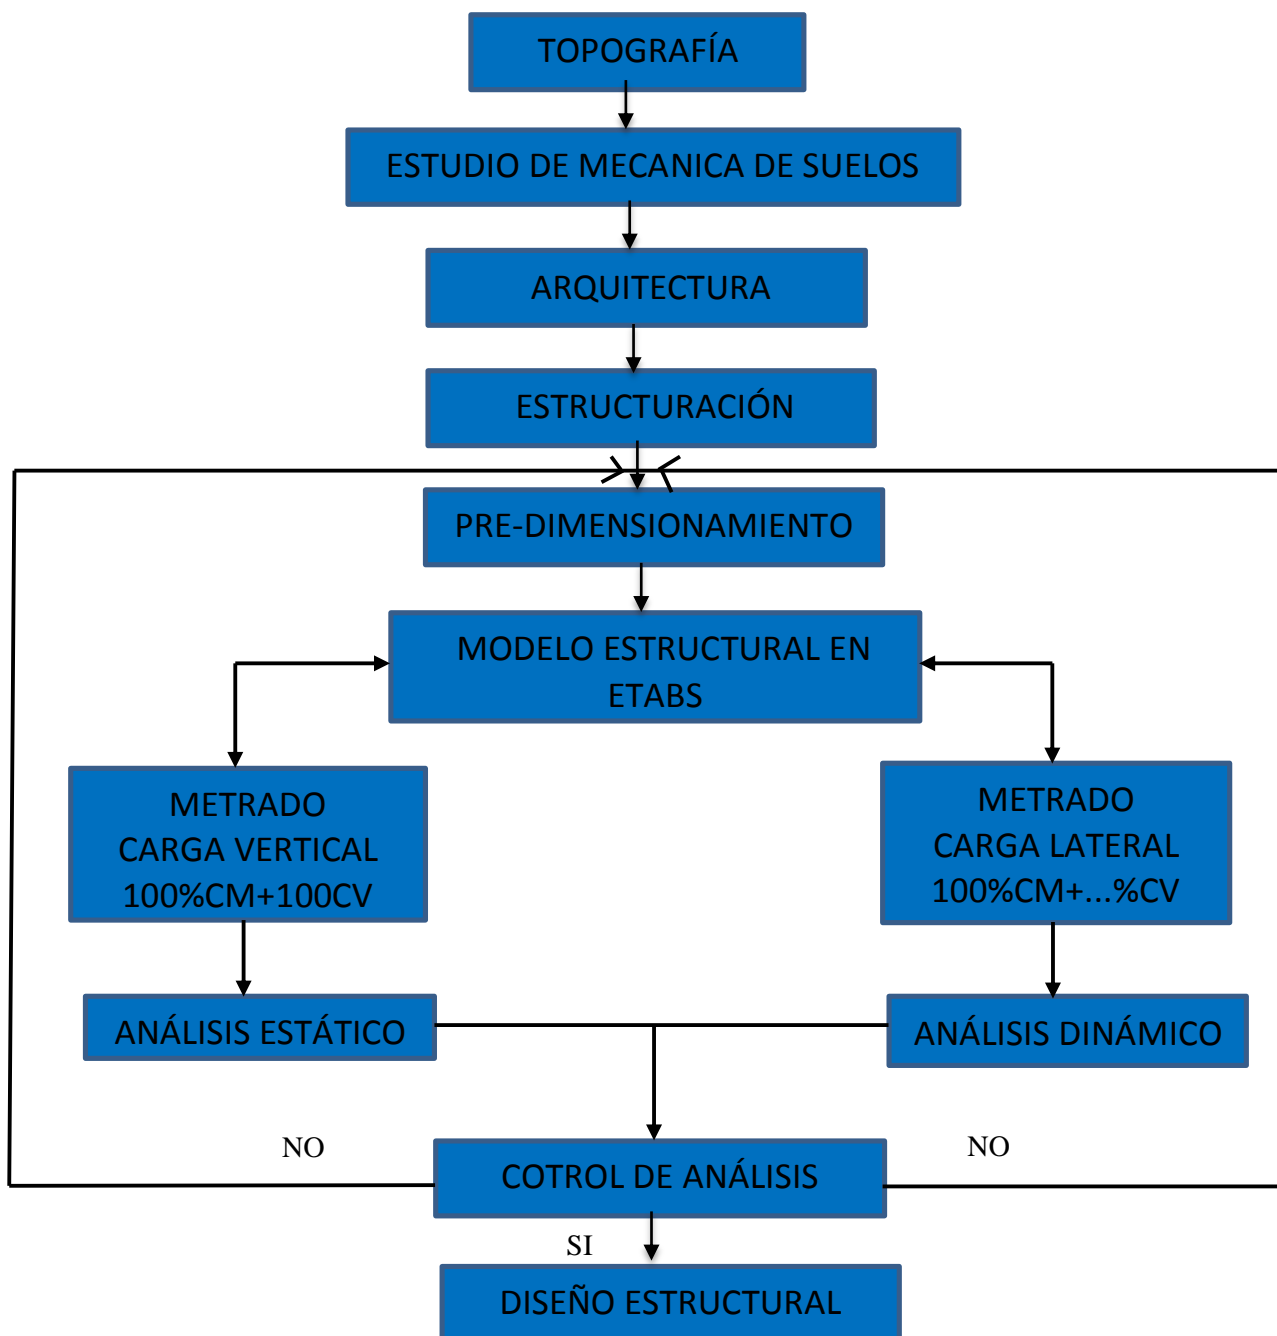 TOPOGRAFÍA
ESTUDIO DE MECANICA DE SUELOS
ARQUITECTURA
ESTRUCTURACIÓN
PRE-DIMENSIONAMIENTO
MODELO ESTRUCTURAL EN
ETABS
METRADO
CARGA VERTICAL
100%CM+100CV
METRADO
CARGA LATERAL
100%CM+...%CV
ANÁLISIS ESTÁTICO
ANÁLISIS DINÁMICO
NO
NO
COTROL DE ANÁLISIS
SI
DISEÑO ESTRUCTURAL